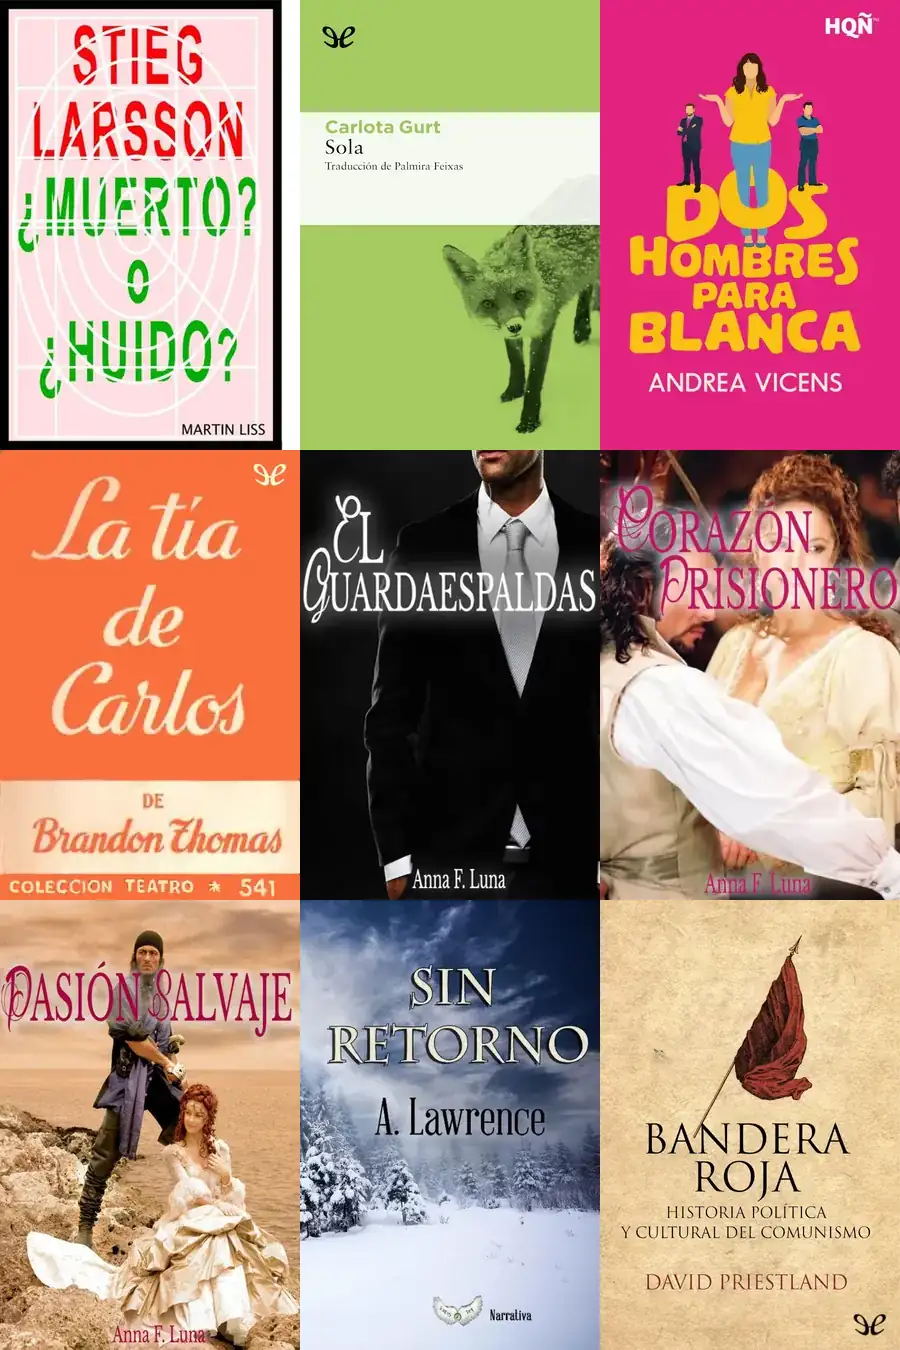 STIEG
LARSSON
¿MUERTO?
O
¿HUIDO?
MARTIN LISS
Carlota Gurt
Sola
Traducción de Palmira Feixas
HQÑ
DOS
HOMBRES
PARA
BLANCA
ANDREA VICENS
La tía
de
Carlos
DE
Brandon Thomas
COLECCION TEATRO * 541
EL
GUARDAESPALDAS
Anna F. Luna
CORAZÓN
PRISIONERO
Anna F. Luna
PASIÓN SALVAJE
Anna F. Luna
SIN
RETORNO
A. Lawrence
Narrativa
BANDERA
ROJA
HISTORIA POLÍTICA
Y CULTURAL DEL COMUNISMO
DAVID PRIESTLAND